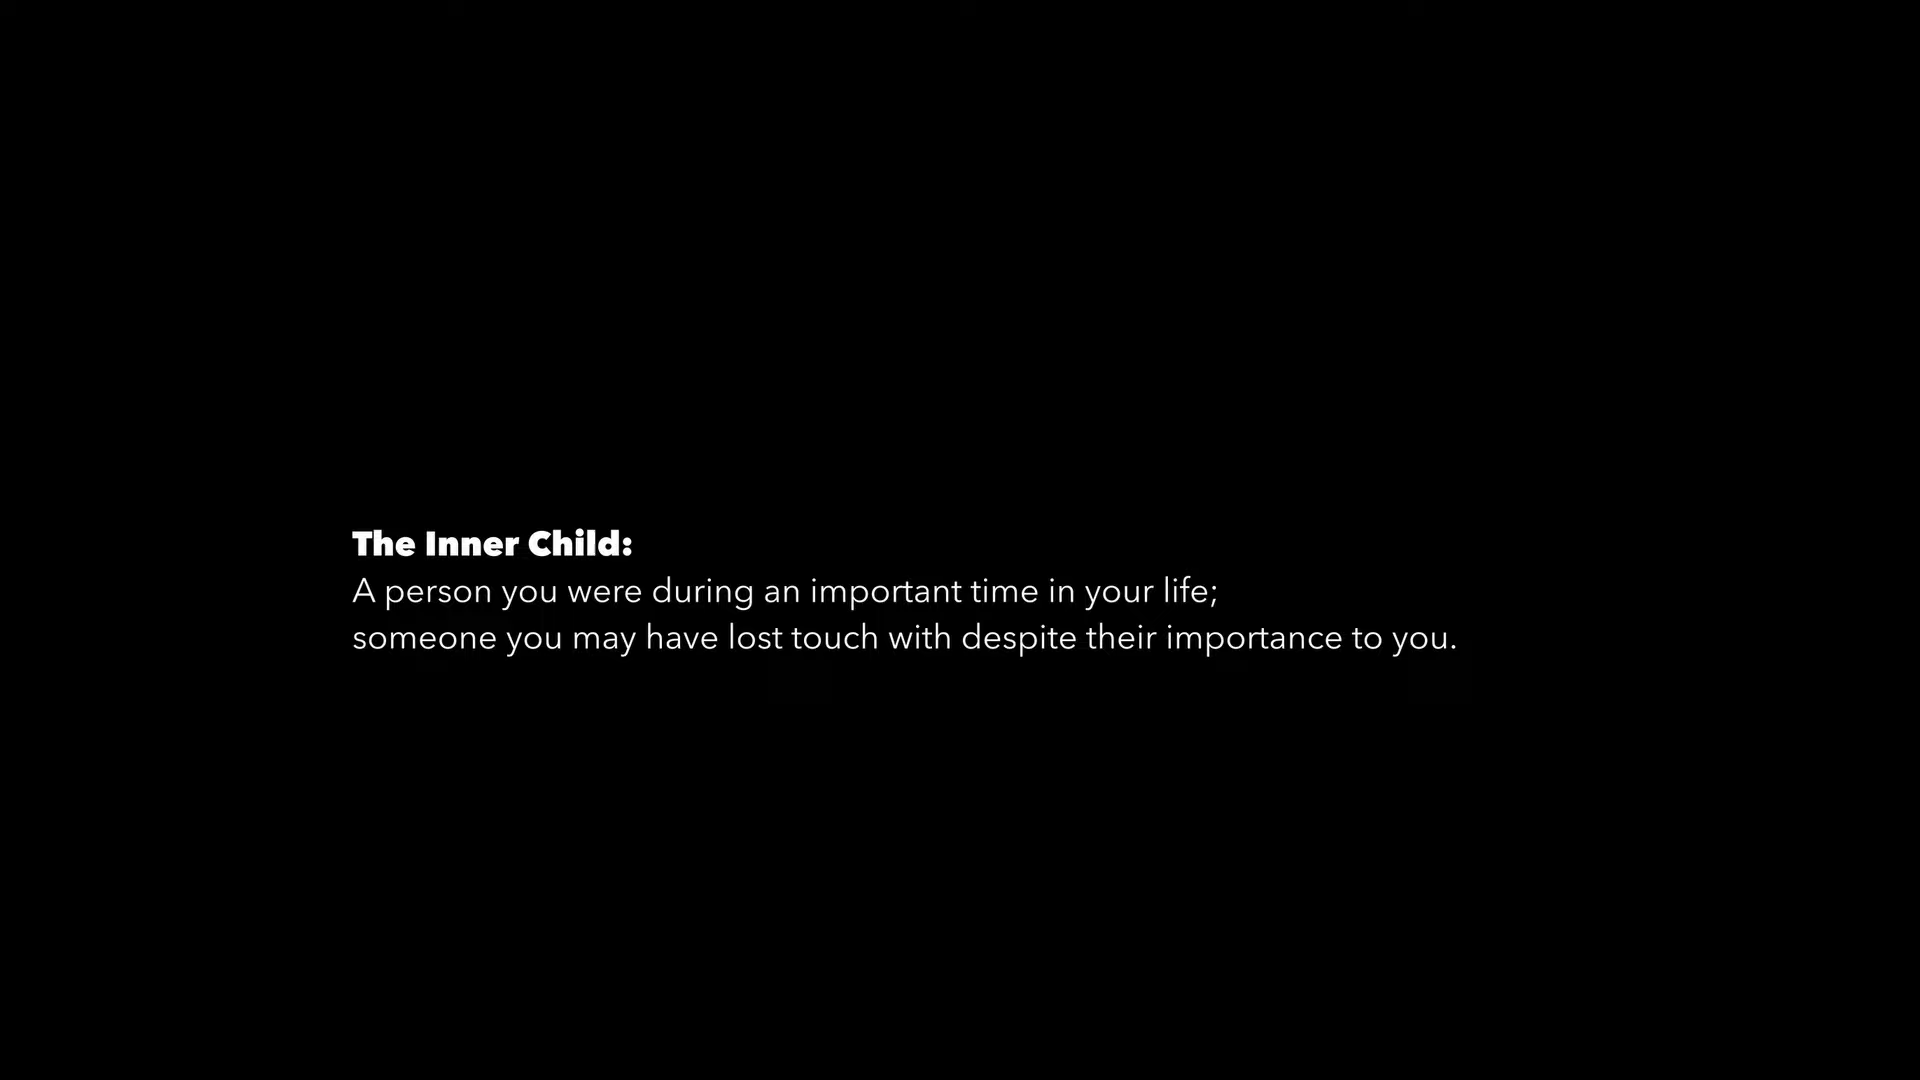 The Inner Child:
A person you were during an important time in your life;
someone you may have lost touch with despite their importance to you.